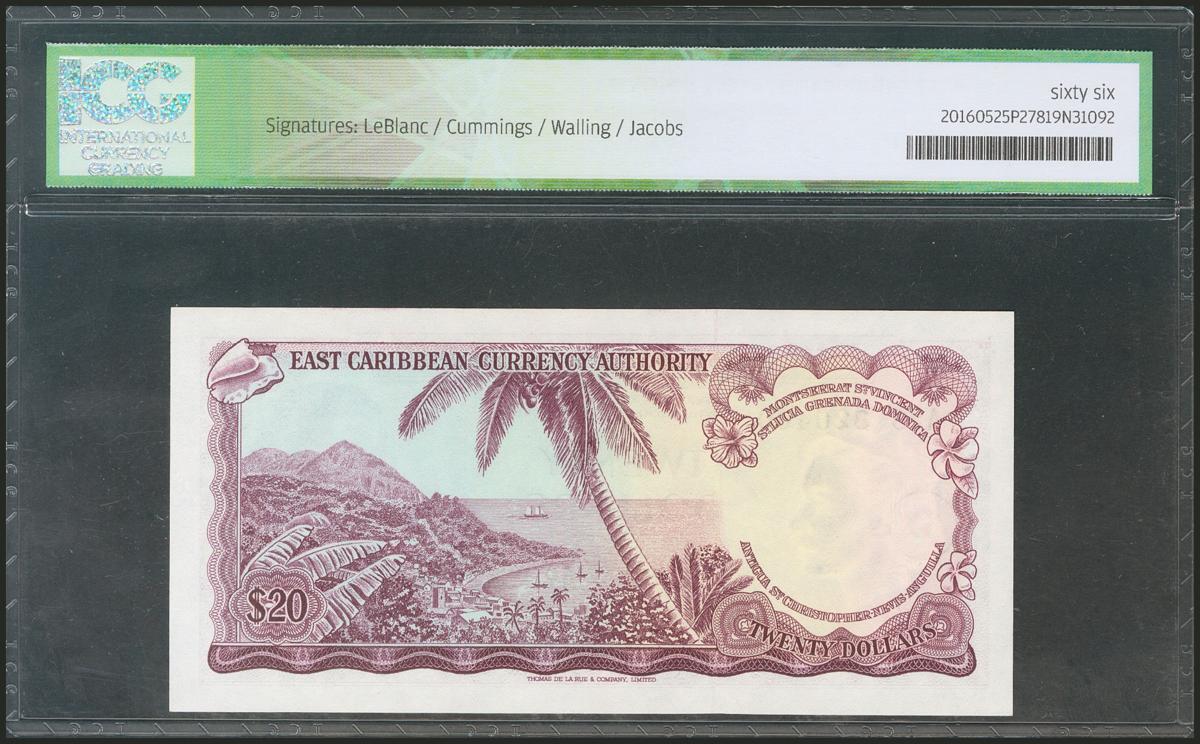 ICG
INTERNATIONAL
CURRENCY
GRADING
Signatures: LeBlanc / Cummings / Walling / Jacobs
sixty six
20160525P27819N31092
EAST CARIBBEAN CURRENCY AUTHORITY
MONTSERRAT ST VINCENT
ST LUCIA GRENADA DOMINICA
ANTIGUA ST CHRISTOPHER-NEVIS-ANGUILLA
$20
TWENTY DOLLARS
THOMAS DE LA RUE & COMPANY, LIMITED